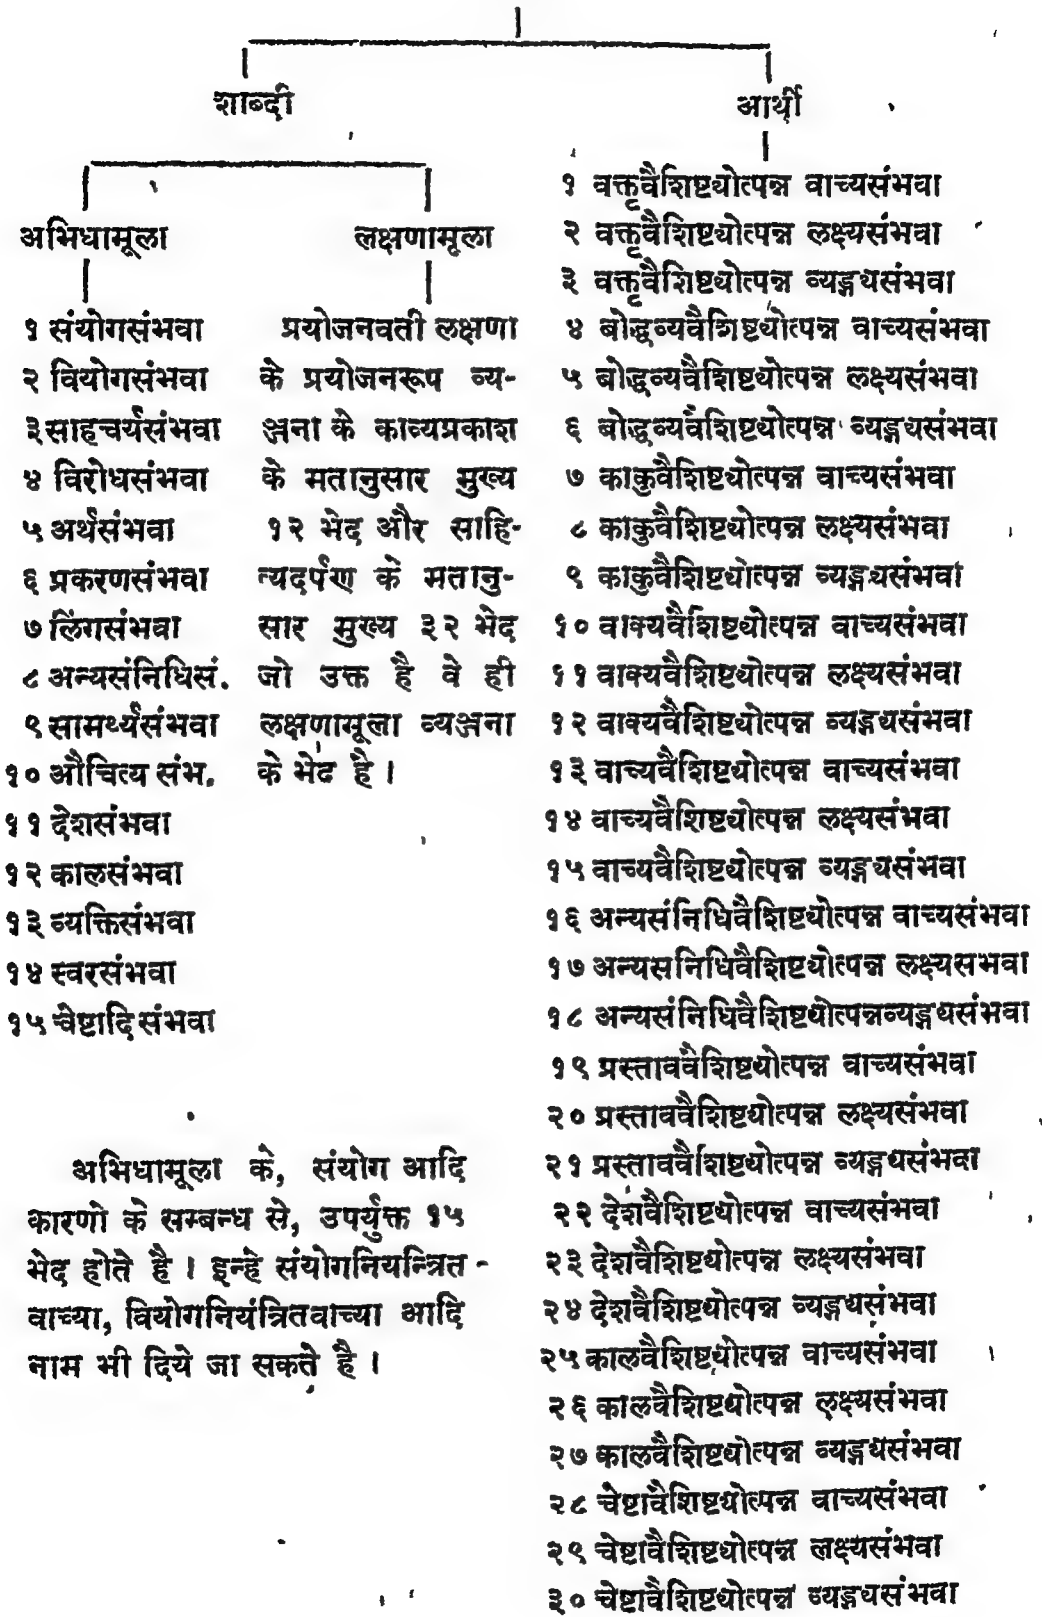 शाब्दी
आर्थी
अभिधामूला
लक्षणामूला
१ संयोगसंभवा
२ वियोगसंभवा
३ साहचर्यसंभवा
४ विरोधसंभवा
५ अर्थसंभवा
६ प्रकरणसंभवा
७ लिंगसंभवा
८ अन्यसंनिधिसं.
९ सामर्थ्यसंभवा
१० औचित्य संभ.
११ देशसंभवा
१२ कालसंभवा
१३ व्यक्तिसंभवा
१४ स्वरसंभवा
१५ चेष्टादिसंभवा
प्रयोजनवती लक्षणा
के प्रयोजनरूप व्य-
ञ्जना के काव्यप्रकाश
के मतानुसार मुख्य
१२ भेद और साहि-
त्यदर्पण के मतानु-
सार मुख्य ३२ भेद
जो उक्त है वे ही
लक्षणामूला व्यञ्जना
के भेद है ।
अभिधामूला के, संयोग आदि
कारणो के सम्बन्ध से, उपर्युक्त १५
भेद होते है । इन्हे संयोगनियन्त्रित-
वाच्या, वियोगनियंत्रितवाच्या आदि
नाम भी दिये जा सकते है ।
१ वक्तृवैशिष्ट्योत्पन्न वाच्यसंभवा
२ वक्तृवैशिष्ट्योत्पन्न लक्ष्यसंभवा
३ वक्तृवैशिष्ट्योत्पन्न व्यङ्ग्यसंभवा
४ बोद्धव्यवैशिष्ट्योत्पन्न वाच्यसंभवा
५ बोद्धव्यवैशिष्ट्योत्पन्न लक्ष्यसंभवा
६ बोद्धव्यवैशिष्ट्योत्पन्न व्यङ्ग्यसंभवा
७ काकुवैशिष्ट्योत्पन्न वाच्यसंभवा
८ काकुवैशिष्ट्योत्पन्न लक्ष्यसंभवा
९ काकुवैशिष्ट्योत्पन्न व्यङ्ग्यसंभवा
१० वाक्यवैशिष्ट्योत्पन्न वाच्यसंभवा
११ वाक्यवैशिष्ट्योत्पन्न लक्ष्यसंभवा
१२ वाक्यवैशिष्ट्योत्पन्न व्यङ्ग्यसंभवा
१३ वाच्यवैशिष्ट्योत्पन्न वाच्यसंभवा
१४ वाच्यवैशिष्ट्योत्पन्न लक्ष्यसंभवा
१५ वाच्यवैशिष्ट्योत्पन्न व्यङ्ग्यसंभवा
१६ अन्यसंनिधिवैशिष्ट्योत्पन्न वाच्यसंभवा
१७ अन्यसनिधिवैशिष्ट्योत्पन्न लक्ष्यसभवा
१८ अन्यसंनिधिवैशिष्ट्योत्पन्नव्यङ्ग्यसंभवा
१९ प्रस्ताववैशिष्ट्योत्पन्न वाच्यसंभवा
२० प्रस्ताववैशिष्ट्योत्पन्न लक्ष्यसंभवा
२१ प्रस्ताववैशिष्ट्योत्पन्न व्यङ्ग्यसंभवा
२२ देशवैशिष्ट्योत्पन्न वाच्यसंभवा
२३ देशवैशिष्ट्योत्पन्न लक्ष्यसंभवा
२४ देशवैशिष्ट्योत्पन्न व्यङ्ग्यसंभवा
२५ कालवैशिष्ट्योत्पन्न वाच्यसंभवा
२६ कालवैशिष्ट्योत्पन्न लक्ष्यसंभवा
२७ कालवैशिष्ट्योत्पन्न व्यङ्ग्यसंभवा
२८ चेष्टावैशिष्ट्योत्पन्न वाच्यसंभवा
२९ चेष्टावैशिष्ट्योत्पन्न लक्ष्यसंभवा
३० चेष्टावैशिष्ट्योत्पन्न व्यङ्ग्यसंभवा